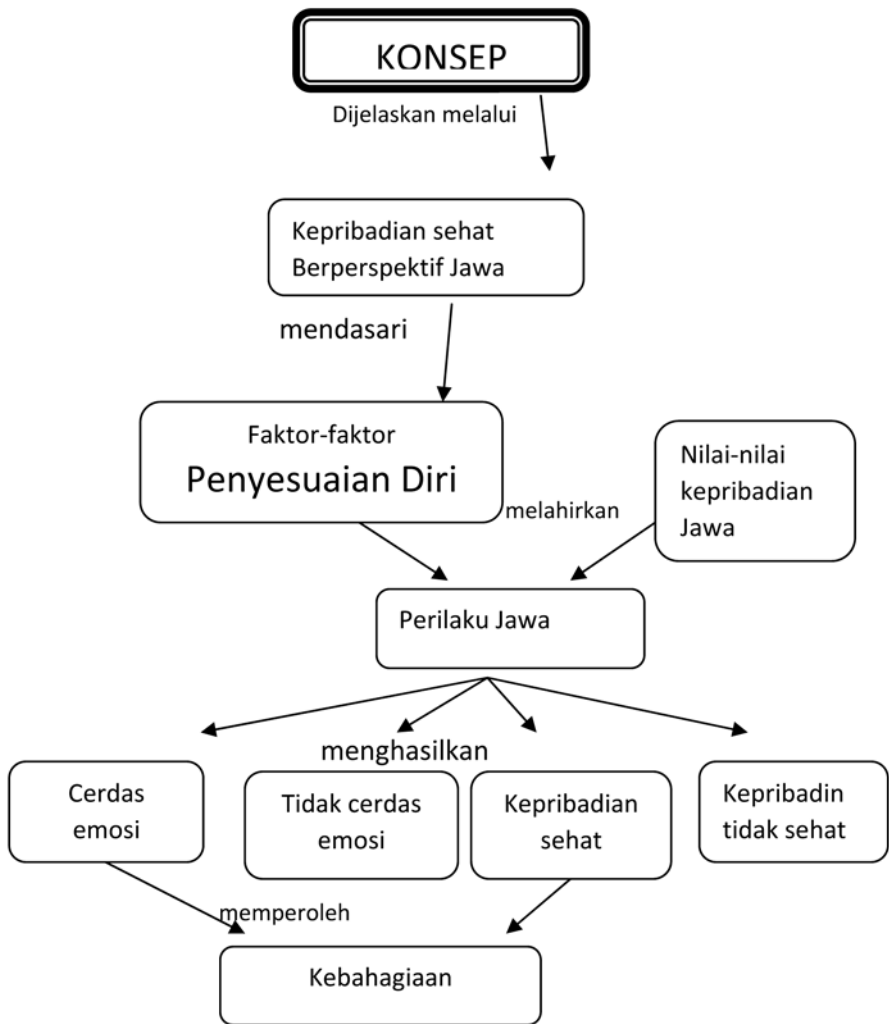 KONSEP
Dijelaskan melalui
Kepribadian sehat
Berperspektif Jawa
mendasari
Faktor-faktor
Penyesuaian Diri
Nilai-nilai
kepribadian
Jawa
melahirkan
Perilaku Jawa
menghasilkan
Cerdas
emosi
Tidak cerdas
emosi
Kepribadian
sehat
Kepribadin
tidak sehat
memperoleh
Kebahagiaan